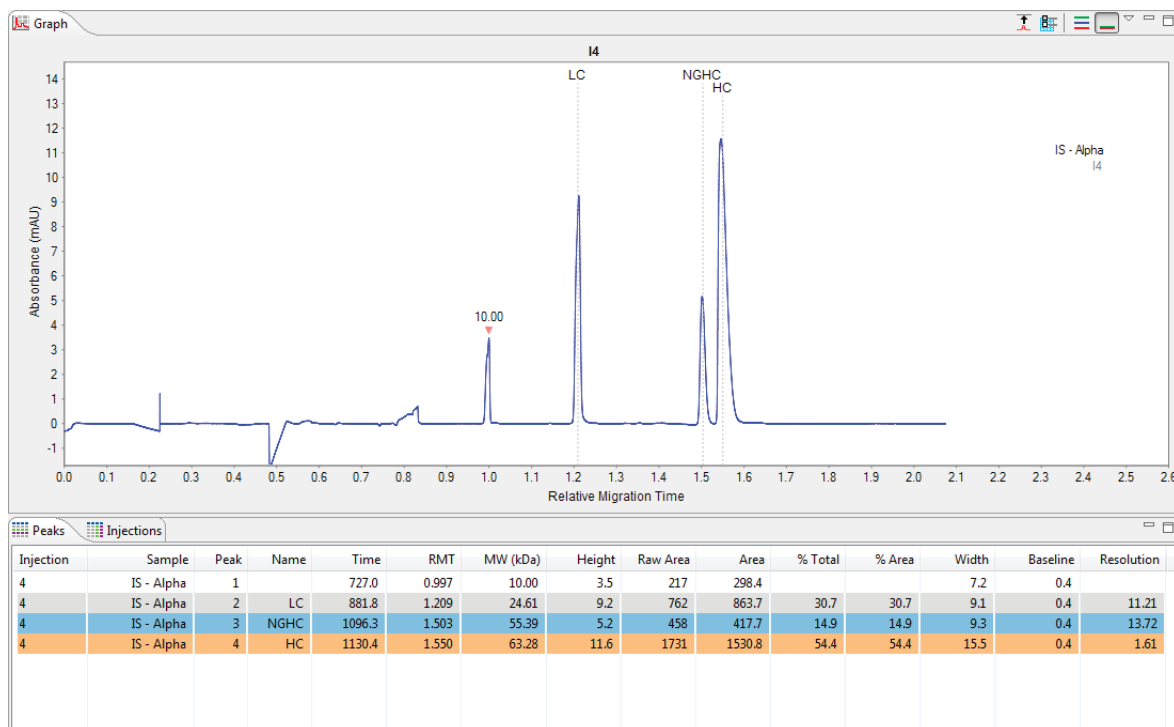 Graph
I4
LC
NGHC
HC
IS - Alpha
I4
10.00
Absorbance (mAU)
14
13
12
11
10
9
8
7
6
5
4
3
2
1
0
-1
0.0 0.1 0.2 0.3 0.4 0.5 0.6 0.7 0.8 0.9 1.0 1.1 1.2 1.3 1.4 1.5 1.6 1.7 1.8 1.9 2.0 2.1 2.2 2.3 2.4 2.5 2.6
Relative Migration Time
Peaks Injections
Injection Sample Peak Name Time RMT MW (kDa) Height Raw Area Area % Total % Area Width Baseline Resolution
4 IS - Alpha 1 727.0 0.997 10.00 3.5 217 298.4 7.2 0.4
4 IS - Alpha 2 LC 881.8 1.209 24.61 9.2 762 863.7 30.7 30.7 9.1 0.4 11.21
4 IS - Alpha 3 NGHC 1096.3 1.503 55.39 5.2 458 417.7 14.9 14.9 9.3 0.4 13.72
4 IS - Alpha 4 HC 1130.4 1.550 63.28 11.6 1731 1530.8 54.4 54.4 15.5 0.4 1.61